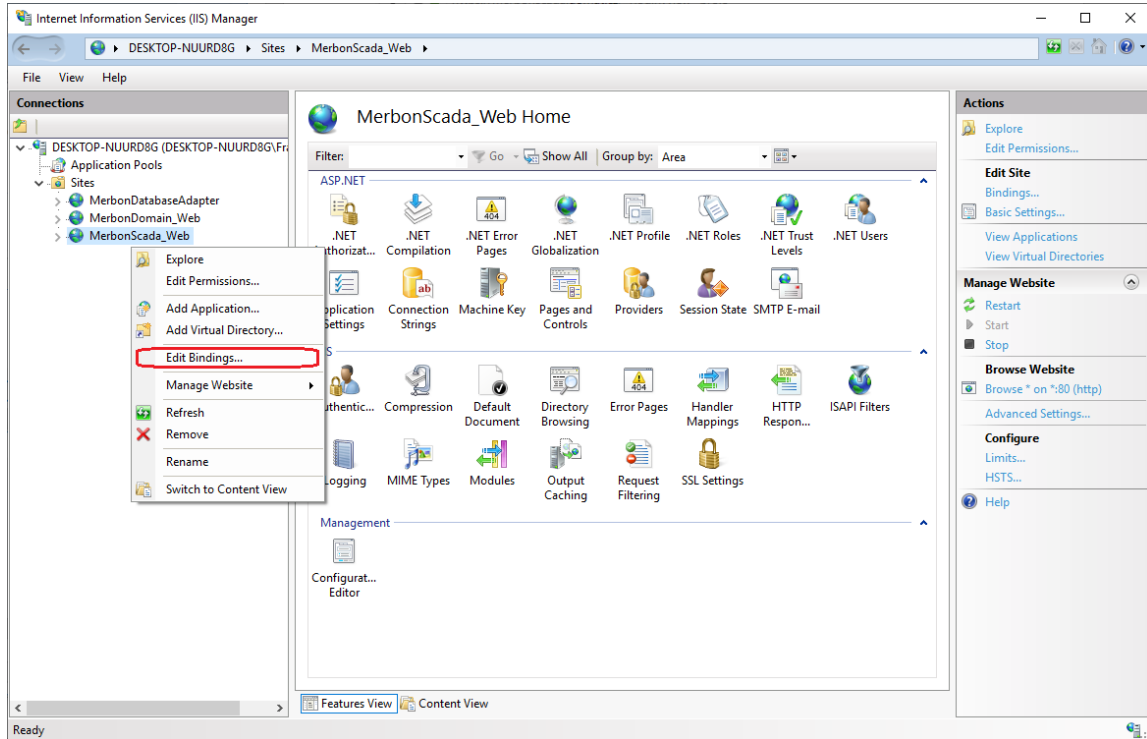 Internet Information Services (IIS) Manager
DESKTOP-NUURD8G Sites MerbonScada_Web
File View Help
Connections
DESKTOP-NUURD8G (DESKTOP-NUURD8G\Fra
Application Pools
Sites
MerbonDatabaseAdapter
MerbonDomain_Web
MerbonScada_Web
Explore
Edit Permissions...
Add Application...
Add Virtual Directory...
Edit Bindings...
Manage Website
Refresh
Remove
Rename
Switch to Content View
MerbonScada_Web Home
Filter: Go Show All Group by: Area
ASP.NET
.NET .NET .NET Error .NET .NET Profile .NET Roles .NET Trust .NET Users
thorizat... Compilation Pages Globalization Levels
pplication Connection Machine Key Pages and Providers Session State SMTP E-mail
Settings Strings Controls
S
uthentic... Compression Default Directory Error Pages Handler HTTP ISAPI Filters
Document Browsing Mappings Respon...
Logging MIME Types Modules Output Request SSL Settings
Caching Filtering
Management
Configurat...
Editor
Features View Content View
Actions
Explore
Edit Permissions...
Edit Site
Bindings...
Basic Settings...
View Applications
View Virtual Directories
Manage Website
Restart
Start
Stop
Browse Website
Browse * on *:80 (http)
Advanced Settings...
Configure
Limits...
HSTS...
Help
Ready